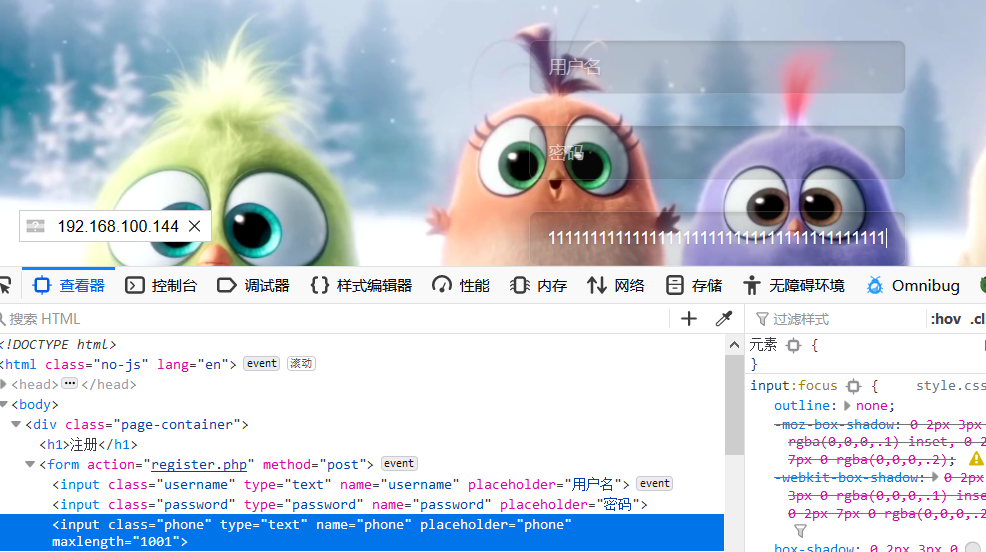 用户名
密码
192.168.100.144
11111111111111111111111111111111111111111
查看器 控制台 调试器 样式编辑器 性能 内存 网络 存储 无障碍环境 Omnibug
搜索 HTML
过滤样式 :hov .cl
<!DOCTYPE html>
<html class="no-js" lang="en"> event 滚动
<head> ••• </head>
<body>
<div class="page-container">
<h1>注册</h1>
<form action="register.php" method="post"> event
<input class="username" type="text" name="username" placeholder="用户名"> event
<input class="password" type="password" name="password" placeholder="密码">
<input class="phone" type="text" name="phone" placeholder="phone"
maxlength="1001">
元素 {
}
input:focus { style.css
outline: none;
-moz-box-shadow: 0 2px 3px
rgba(0,0,0,.1) inset, 0 2
7px 0 rgba(0,0,0,.2);
-webkit-box-shadow: 0 2px
3px 0 rgba(0,0,0,.1) inse
0 2px 7px 0 rgba(0,0,0,.2
box-shadow: 0 2px 3px 0